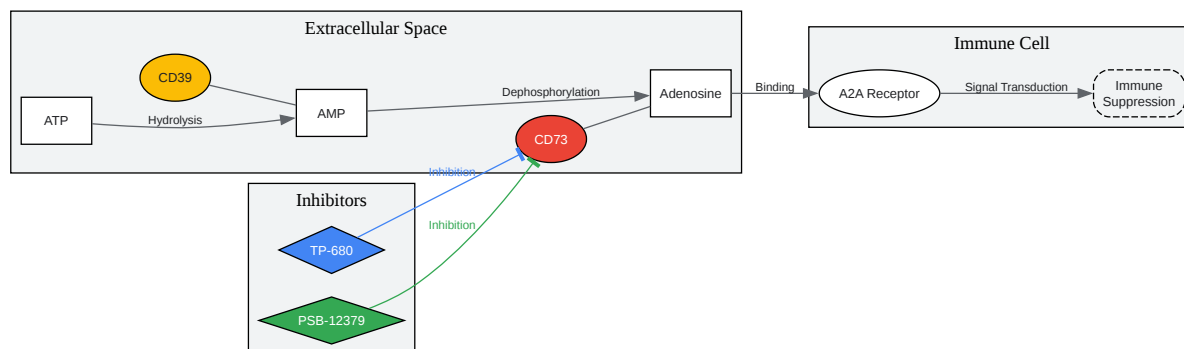 Extracellular Space
Immune Cell
CD39
ATP
Hydrolysis
AMP
Dephosphorylation
Adenosine
CD73
Binding
A2A Receptor
Signal Transduction
Immune
Suppression
Inhibition
Inhibitors
Inhibition
TP-680
PSB-12379